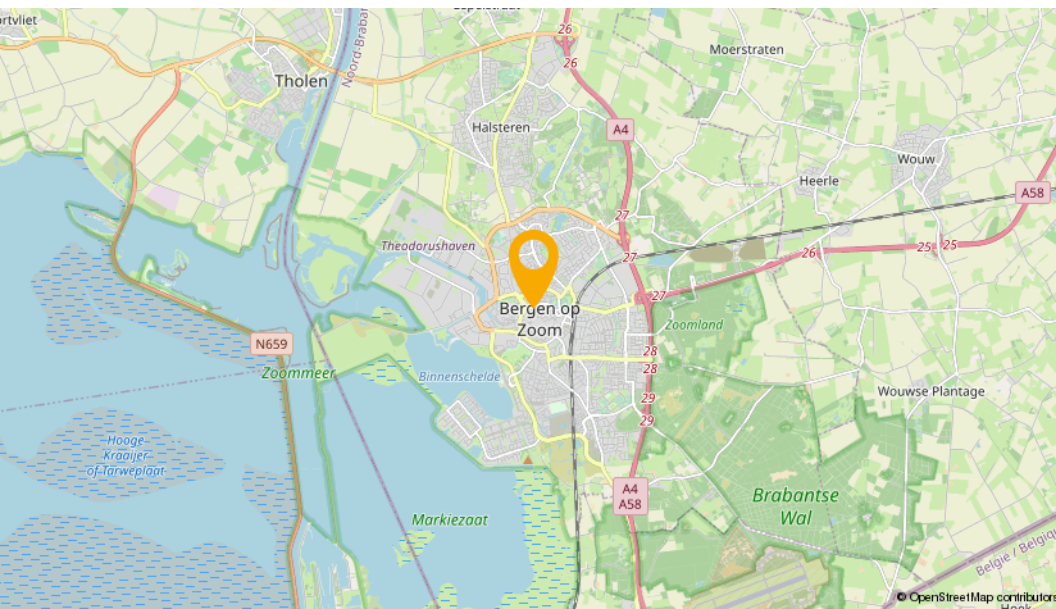 Moerstraten
26
26
Tholen
Noord-Braba
Halsteren
A4
Wouw
Heerle
A58
27
Theodorushaven
27
26
25
25
27
Bergen op
Zoom
Zoomland
N659
28
28
Zoommeer
Binnenschelde
Wouwse Plantage
29
29
Hooge
Kraaijer
of Tarweplaat
A4
A58
Brabantse
Wal
Markiezaat
België / Belgique
© OpenStreetMap contributors